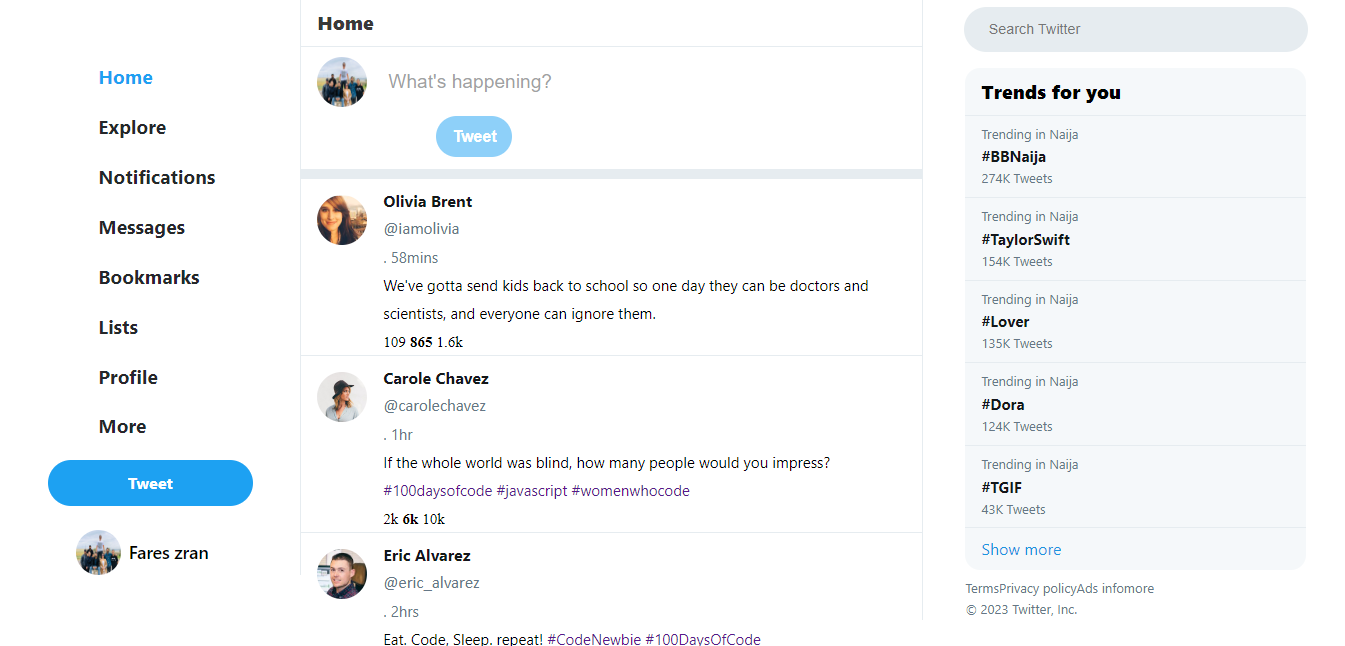 Home
Explore
Notifications
Messages
Bookmarks
Lists
Profile
More
Tweet
Fares zran
Home
What's happening?
Tweet
Olivia Brent
@iamolivia
. 58mins
We've gotta send kids back to school so one day they can be doctors and
scientists, and everyone can ignore them.
109 865 1.6k
Carole Chavez
@carolechavez
. 1hr
If the whole world was blind, how many people would you impress?
#100daysofcode #javascript #womenwhocode
2k 6k 10k
Eric Alvarez
@eric_alvarez
. 2hrs
Eat. Code, Sleep. repeat! #CodeNewbie #100DaysOfCode
Search Twitter
Trends for you
Trending in Naija
#BBNaija
274K Tweets
Trending in Naija
#TaylorSwift
154K Tweets
Trending in Naija
#Lover
135K Tweets
Trending in Naija
#Dora
124K Tweets
Trending in Naija
#TGIF
43K Tweets
Show more
TermsPrivacy policyAds infomore
© 2023 Twitter, Inc.